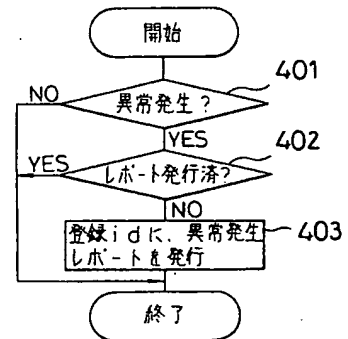 開始
401
異常発生?
NO
YES
402
レポート発行済?
YES
NO
403
登録idに、異常発生
レポートを発行
終了